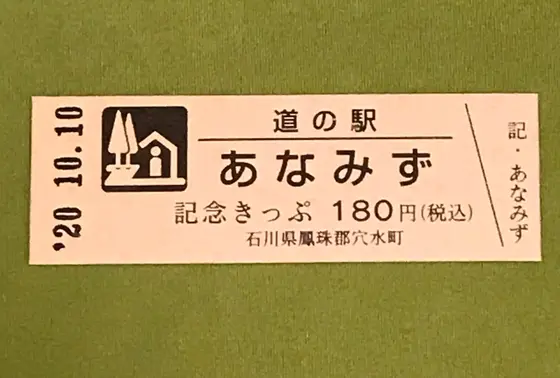 '20 10.10
道の駅
あなみず
記念きっぷ 180円(税込)
石川県鳳珠郡穴水町
記・あなみず